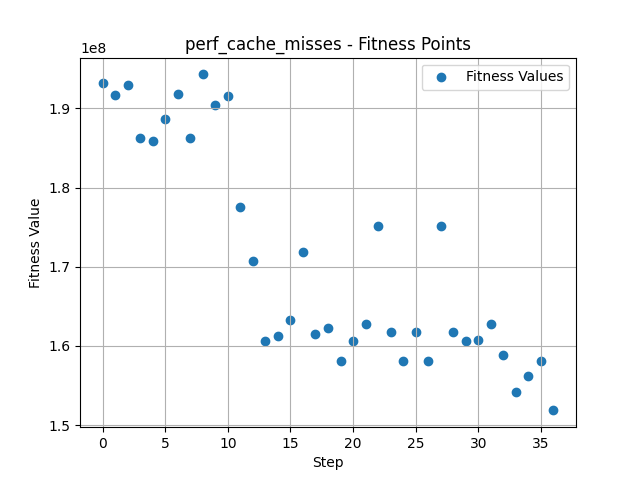 perf_cache_misses - Fitness Points
1e8
Fitness Values
1.9
1.8
1.7
1.6
1.5
Fitness Value
0 5 10 15 20 25 30 35
Step